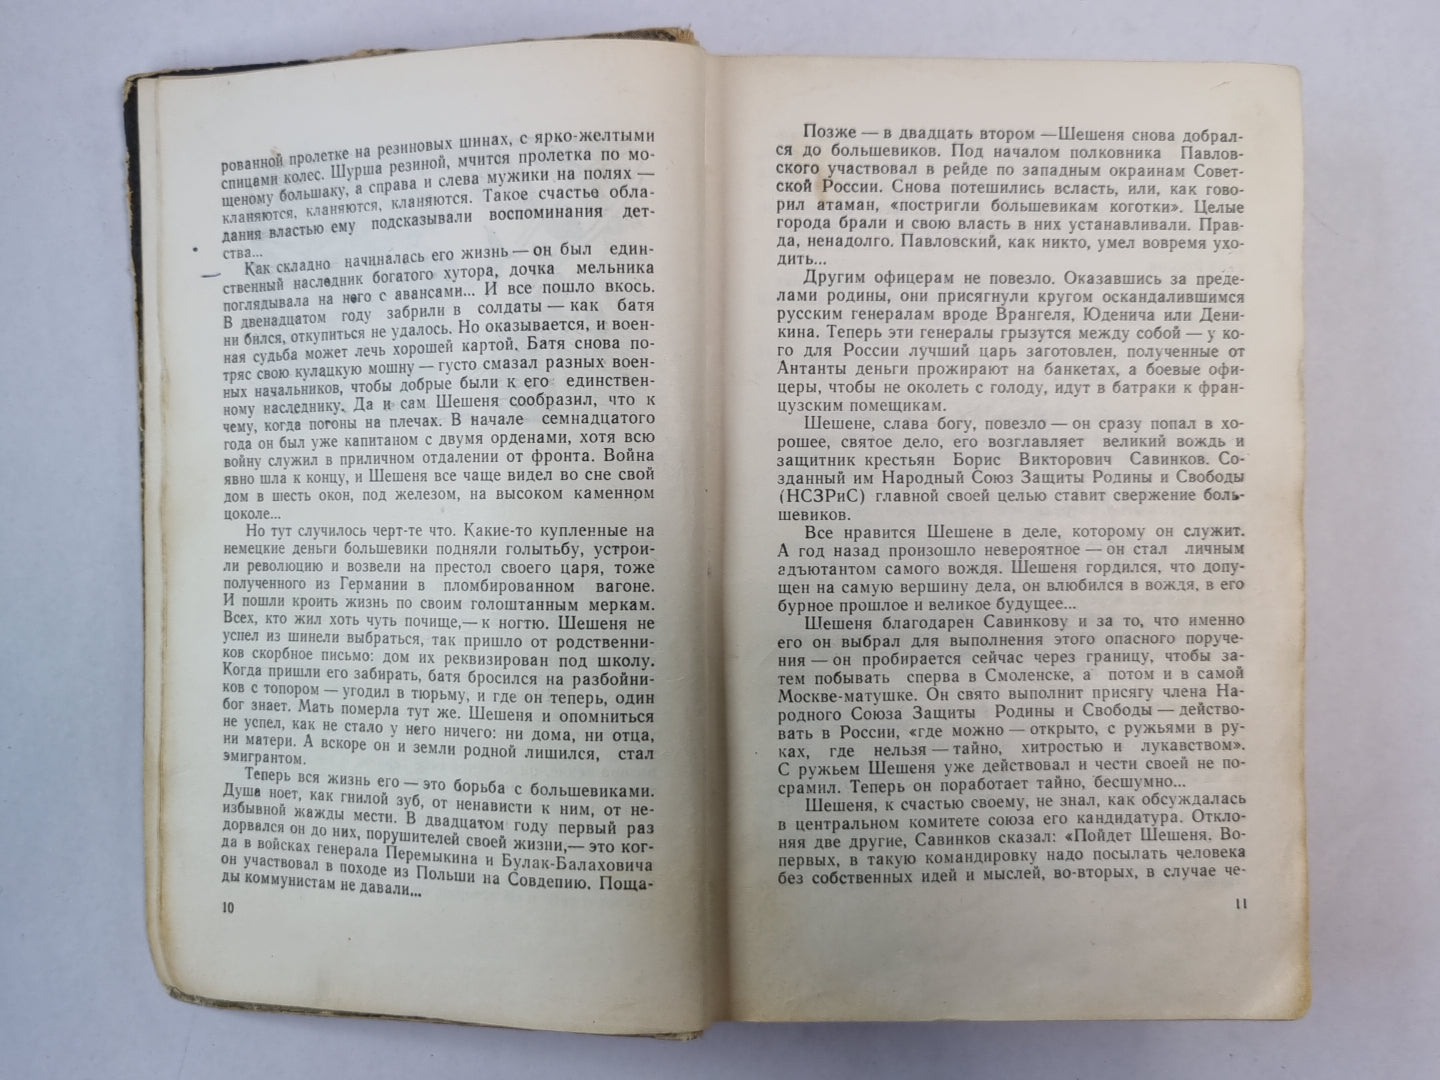 рованной пролетке на резиновых шинах, с ярко-желтыми
спицами колес. Шурша резиной, мчится пролетка по мо-
щеному большаку, а справа и слева мужики на полях —
кланяются, кланяются, кланяются. Такое счастье обла-
дания властью ему подсказывали воспоминания дет-
ства...
Как складно начиналась его жизнь — он был един-
ственный наследник богатого хутора, дочка мельника
поглядывала на него с авансами... И все пошло вкось.
В двенадцатом году забрили в солдаты — как батя
ни бился, откупиться не удалось. Но оказывается, и воен-
ная судьба может лечь хорошей картой. Батя снова по-
тряс свою кулацкую мошну — густо смазал разных воен-
ных начальников, чтобы добрые были к его единствен-
ному наследнику. Да и сам Шешеня сообразил, что к
чему, когда погоны на плечах. В начале семнадцатого
года он был уже капитаном с двумя орденами, хотя всю
войну служил в приличном отдалении от фронта. Война
явно шла к концу, и Шешеня все чаще видел во сне свой
дом в шесть окон, под железом, на высоком каменном
цоколе...
Но тут случилось черт-те что. Какие-то купленные на
немецкие деньги большевики подняли голытьбу, устрои-
ли революцию и возвели на престол своего царя, тоже
полученного из Германии в пломбированном вагоне.
И пошли кроить жизнь по своим голоштанным меркам.
Всех, кто жил хоть чуть почище,— к ногтю. Шешеня не
успел из шинели выбраться, так пришло от родственни-
ков скорбное письмо: дом их реквизирован под школу.
Когда пришли его забирать, батя бросился на разбойни-
ков с топором — угодил в тюрьму, и где он теперь, один
бог знает. Мать померла тут же. Шешеня и опомниться
не успел, как не стало у него ничего: ни дома, ни отца,
ни матери. А вскоре он и земли родной лишился, стал
эмигрантом.
Теперь вся жизнь его — это борьба с большевиками.
Душа ноет, как гнилой зуб, от ненависти к ним, от не-
избывной жажды мести. В двадцатом году первый раз
дорвался он до них, порушителей своей жизни,— это ког-
да в войсках генерала Перемыкина и Булак-Балаховича
он участвовал в походе из Польши на Совдепию. Поща-
ды коммунистам не давали...
10
Позже — в двадцать втором —Шешеня снова добрал-
ся до большевиков. Под началом полковника Павлов-
ского участвовал в рейде по западным окраинам Совет-
ской России. Снова потешились всласть, или, как гово-
рил атаман, «постригли большевикам коготки». Целые
города брали и свою власть в них устанавливали. Прав-
да, ненадолго. Павловский, как никто, умел вовремя ухо-
дить...
Другим офицерам не повезло. Оказавшись за преде-
лами родины, они присягнули кругом оскандалившимся
русским генералам вроде Врангеля, Юденича или Дени-
кина. Теперь эти генералы грызутся между собой — у ко-
го для России лучший царь заготовлен, полученные от
Антанты деньги прожирают на банкетах, а боевые офи-
церы, чтобы не околеть с голоду, идут в батраки к фран-
цузским помещикам.
Шешене, слава богу, повезло — он сразу попал в хо-
рошее, святое дело, его возглавляет великий вождь и
защитник крестьян Борис Викторович Савинков. Со-
зданный им Народный Союз Защиты Родины и Свободы
(НСЗРиС) главной своей целью ставит свержение боль-
шевиков.
Все нравится Шешене в деле, которому он служит.
А год назад произошло невероятное — он стал личным
адъютантом самого вождя. Шешеня гордился, что допу-
щен на самую вершину дела, он влюбился в вождя, в его
бурное прошлое и великое будущее...
Шешеня благодарен Савинкову и за то, что именно
его он выбрал для выполнения этого опасного поруче-
ния — он пробирается сейчас через границу, чтобы за-
тем побывать сперва в Смоленске, а потом и в самой
Москве-матушке. Он свято выполнит присягу члена На-
родного Союза Защиты Родины и Свободы — действо-
вать в России, «где можно — открыто, с ружьями в ру-
ках, где нельзя — тайно, хитростью и лукавством».
С ружьем Шешеня уже действовал и чести своей не по-
срамил. Теперь он поработает тайно, бесшумно...
Шешеня, к счастью своему, не знал, как обсуждалась
в центральном комитете союза его кандидатура. Откло-
няя две другие, Савинков сказал: «Пойдет Шешеня. Во-
первых, в такую командировку надо посылать человека
без собственных идей и мыслей, во-вторых, в случае че-
11